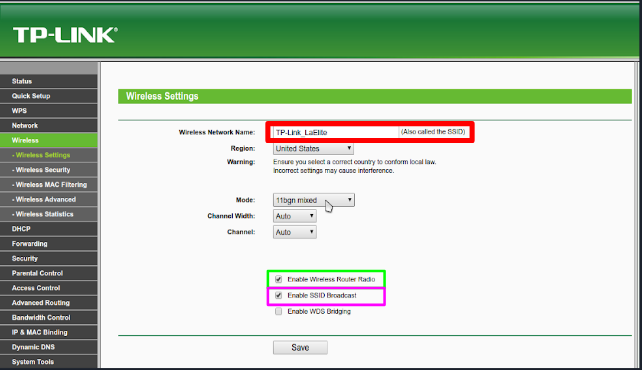 TP-LINK®
Status
Quick Setup
WPS
Network
Wireless
- Wireless Settings
- Wireless Security
- Wireless MAC Filtering
- Wireless Advanced
- Wireless Statistics
DHCP
Forwarding
Security
Parental Control
Access Control
Advanced Routing
Bandwidth Control
IP & MAC Binding
Dynamic DNS
System Tools
Wireless Settings
Wireless Network Name: TP-Link_LaElite (Also called the SSID)
Region: United States
Warning: Ensure you select a correct country to conform local law.
Incorrect settings may cause interference.
Mode: 11bgn mixed
Channel Width: Auto
Channel: Auto
Enable Wireless Router Radio
Enable SSID Broadcast
Enable WDS Bridging
Save